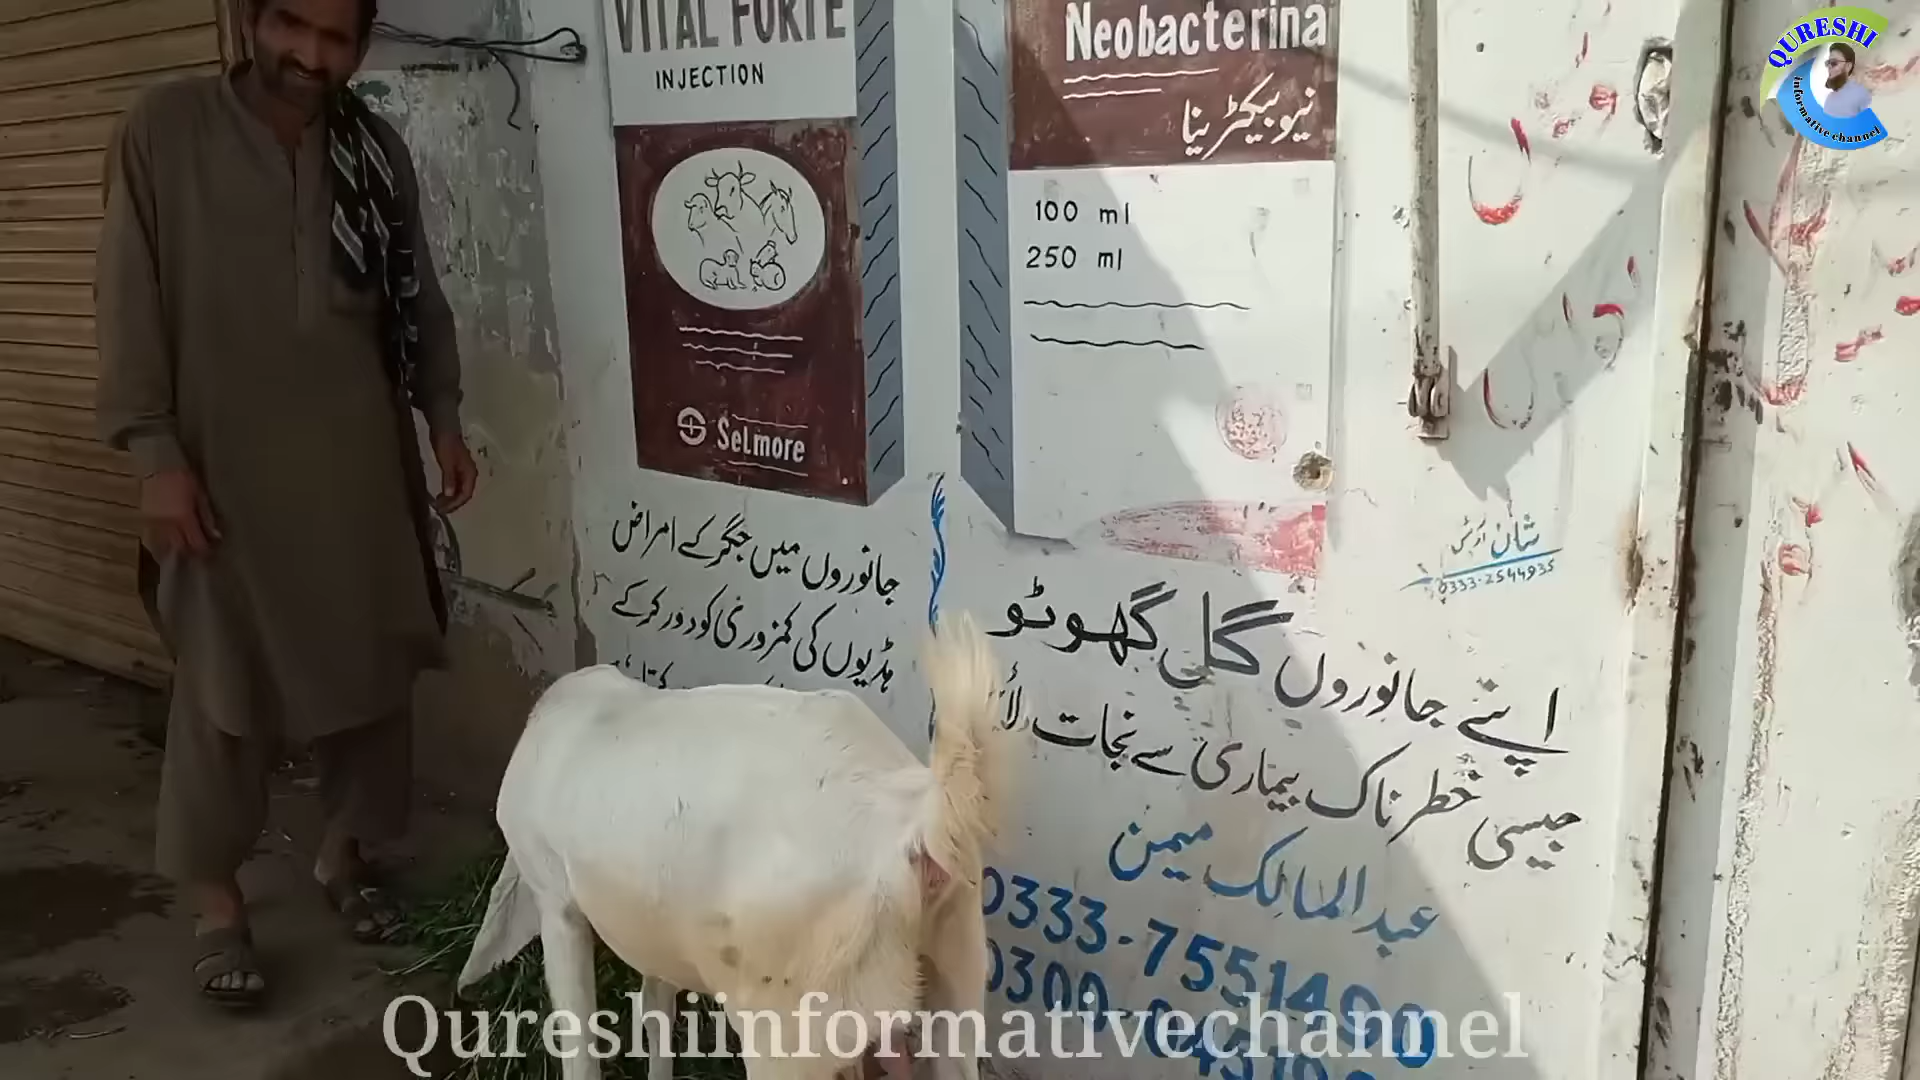 VITAL FORTE
INJECTION
Selmore
جانوروں میں جگر کے امراض
ہڈیوں کی کمزوری کو دور کرکے
Neobacterina
نیوبیکٹرینا
100 ml
250 ml
شان آرٹس
0333-2544935
اپنے جانوروں گل گھوٹو
جیسی خطرناک بیماری سے نجات
عبدالمالک میمن
0333-7551490
QURESHI
informative channel
Qureshiinformativechannel